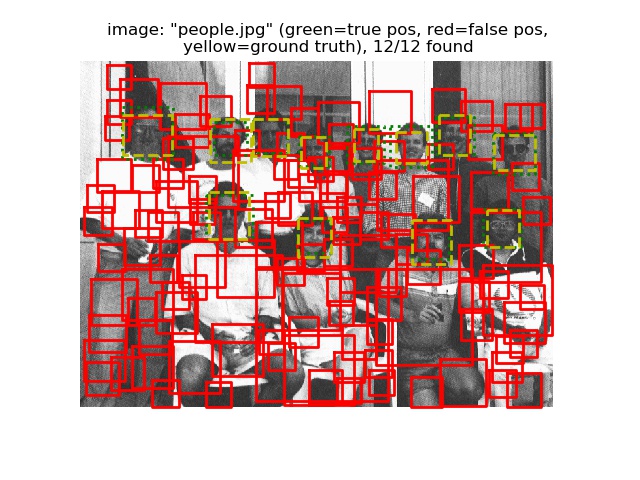 image: "people.jpg" (green=true pos, red=false pos,
yellow=ground truth), 12/12 found